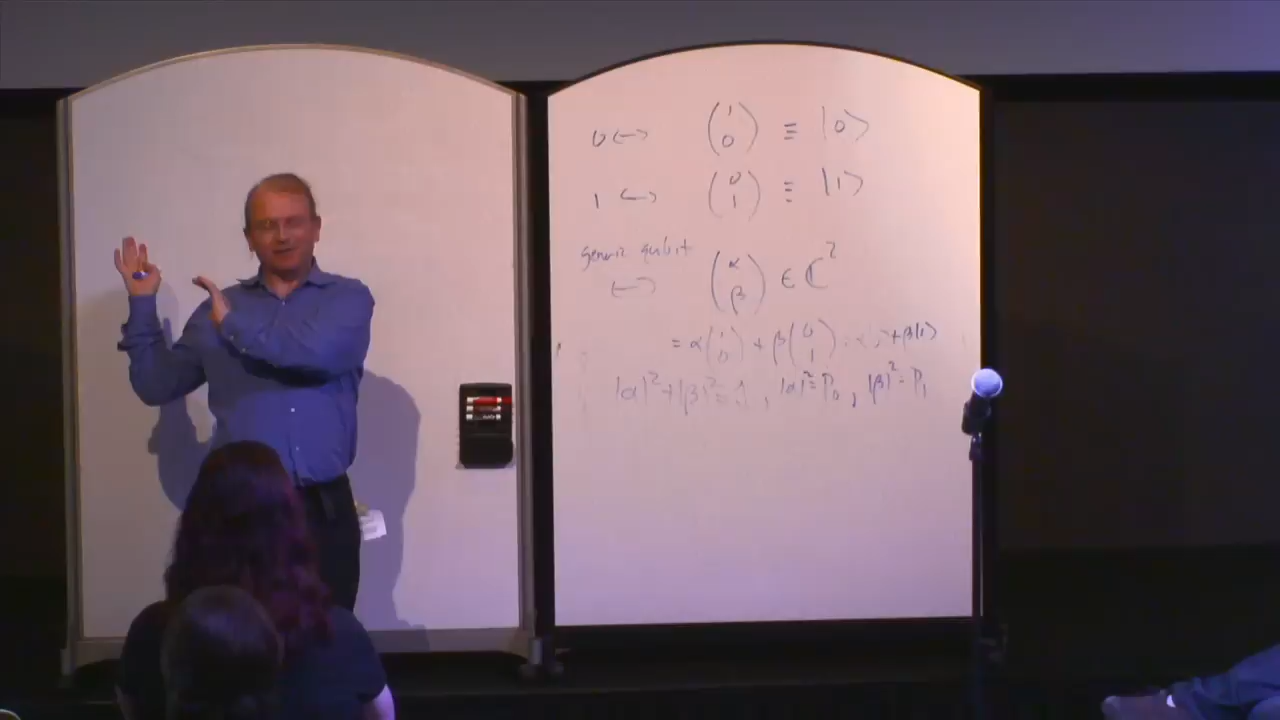 0 ↔ (1 0) ≡ |0⟩
1 ↔ (0 1) ≡ |1⟩
generic qubit
↔ (α β) ∈ ℂ²
= α(1 0) + β(0 1) + β|1⟩
|α|² + |β|² = 1, |α|² = P₀, |β|² = P₁